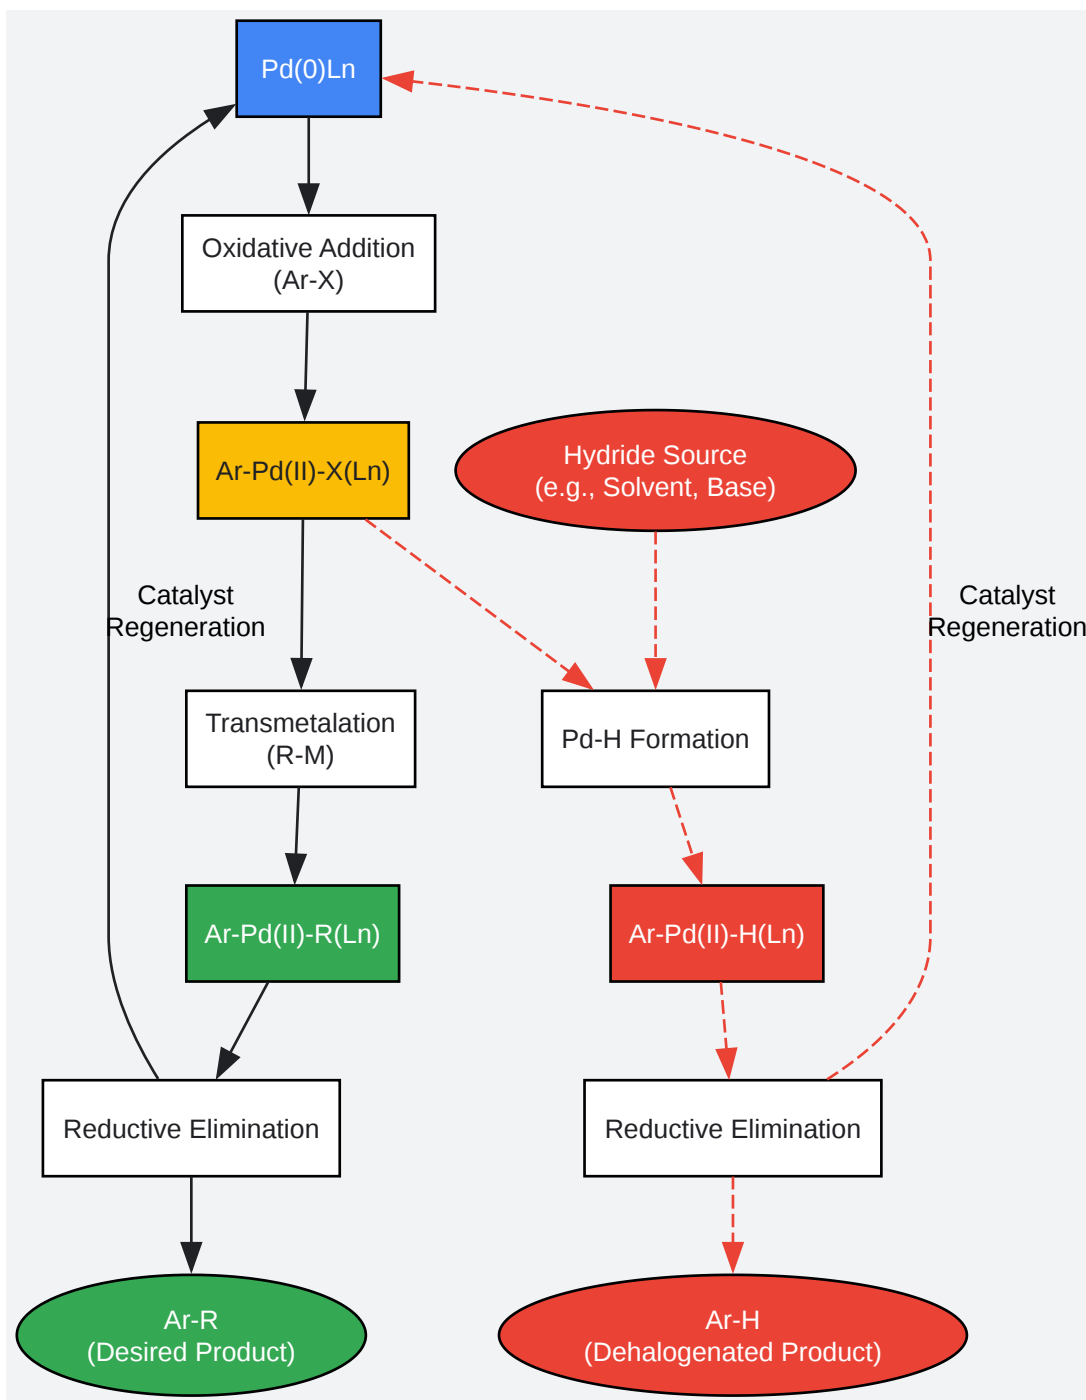 Pd(0)Ln
Oxidative Addition
(Ar-X)
Ar-Pd(II)-X(Ln)
Hydride Source
(e.g., Solvent, Base)
Catalyst
Regeneration
Catalyst
Regeneration
Transmetalation
(R-M)
Pd-H Formation
Ar-Pd(II)-R(Ln)
Ar-Pd(II)-H(Ln)
Reductive Elimination
Reductive Elimination
Ar-R
(Desired Product)
Ar-H
(Dehalogenated Product)